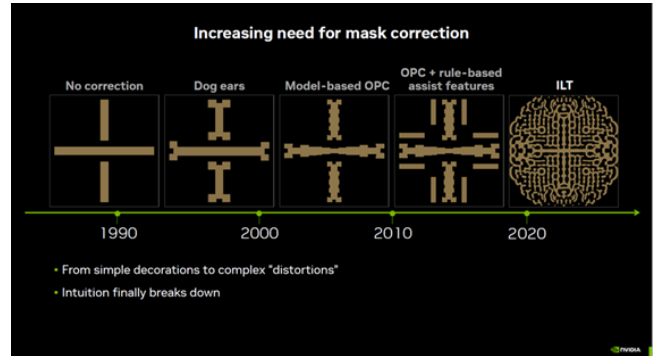 Increasing need for mask correction
No correction
Dog ears
Model-based OPC
OPC + rule-based
assist features
ILT
1990
2000
2010
2020
• From simple decorations to complex "distortions"
• Intuition finally breaks down
NVIDIA